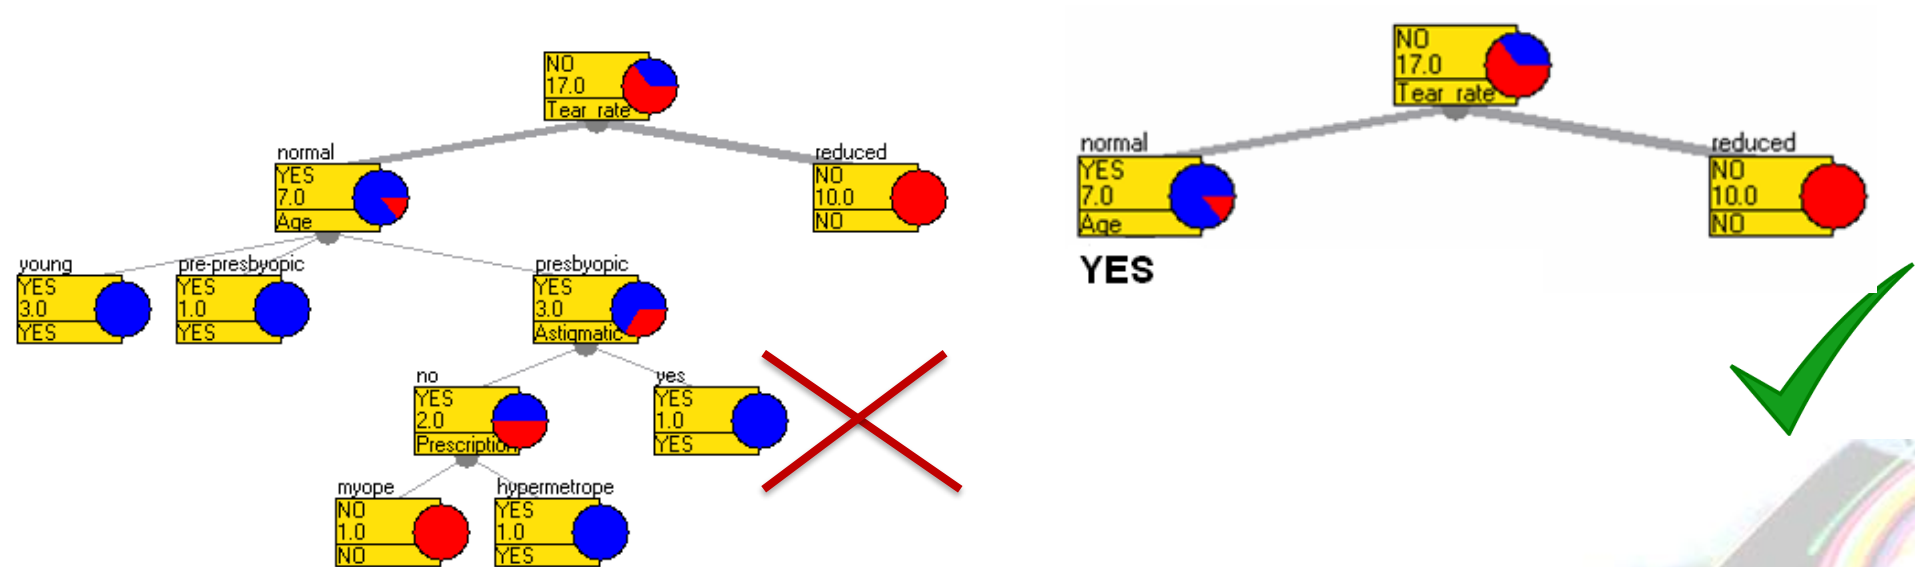 NO
17.0
Tear rate
normal
YES
7.0
Age
reduced
NO
10.0
NO
young
YES
3.0
YES
pre-presbyopic
YES
1.0
YES
presbyopic
YES
3.0
Astigmatic
no
YES
2.0
Prescription
yes
YES
1.0
YES
myope
NO
1.0
NO
hypermetrope
YES
1.0
YES
NO
17.0
Tear rate
normal
YES
7.0
Age
YES
reduced
NO
10.0
NO